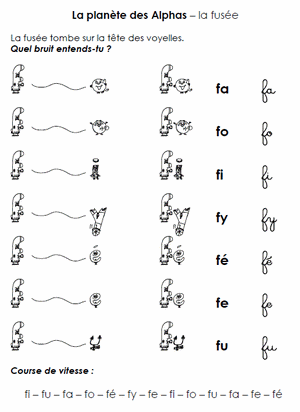 La planète des Alphas – la fusée
La fusée tombe sur la tête des voyelles.
Quel bruit entends-tu ?
fa fa
fo fo
fi fi
fy fy
fé fé
fe fe
fu fu
Course de vitesse :
fi – fu – fa – fo – fé – fy – fe – fi – fo – fu – fa – fe – fé